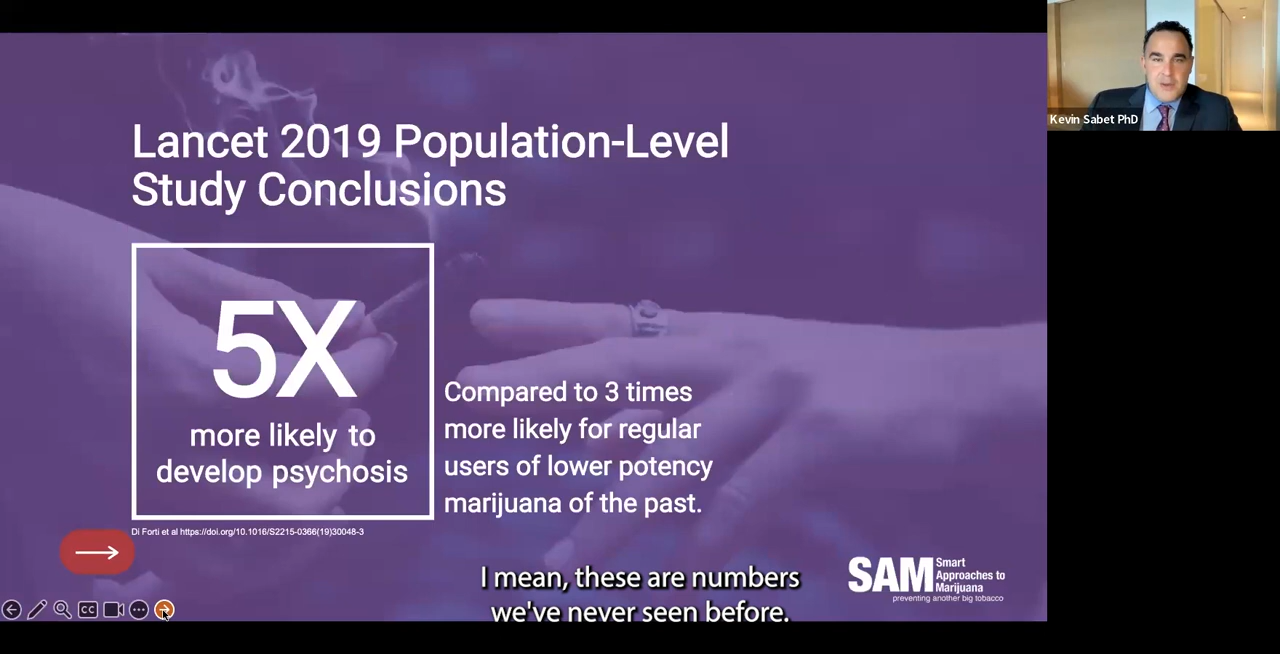 Kevin Sabet PhD
Lancet 2019 Population-Level
Study Conclusions
5X
more likely to
develop psychosis
Compared to 3 times
more likely for regular
users of lower potency
marijuana of the past.
Di Forti et al https://doi.org/10.1016/S2215-0366(19)30048-3
SAM Smart
Approaches to
Marijuana
preventing another big tobacco
I mean, these are numbers
we've never seen before.
CC